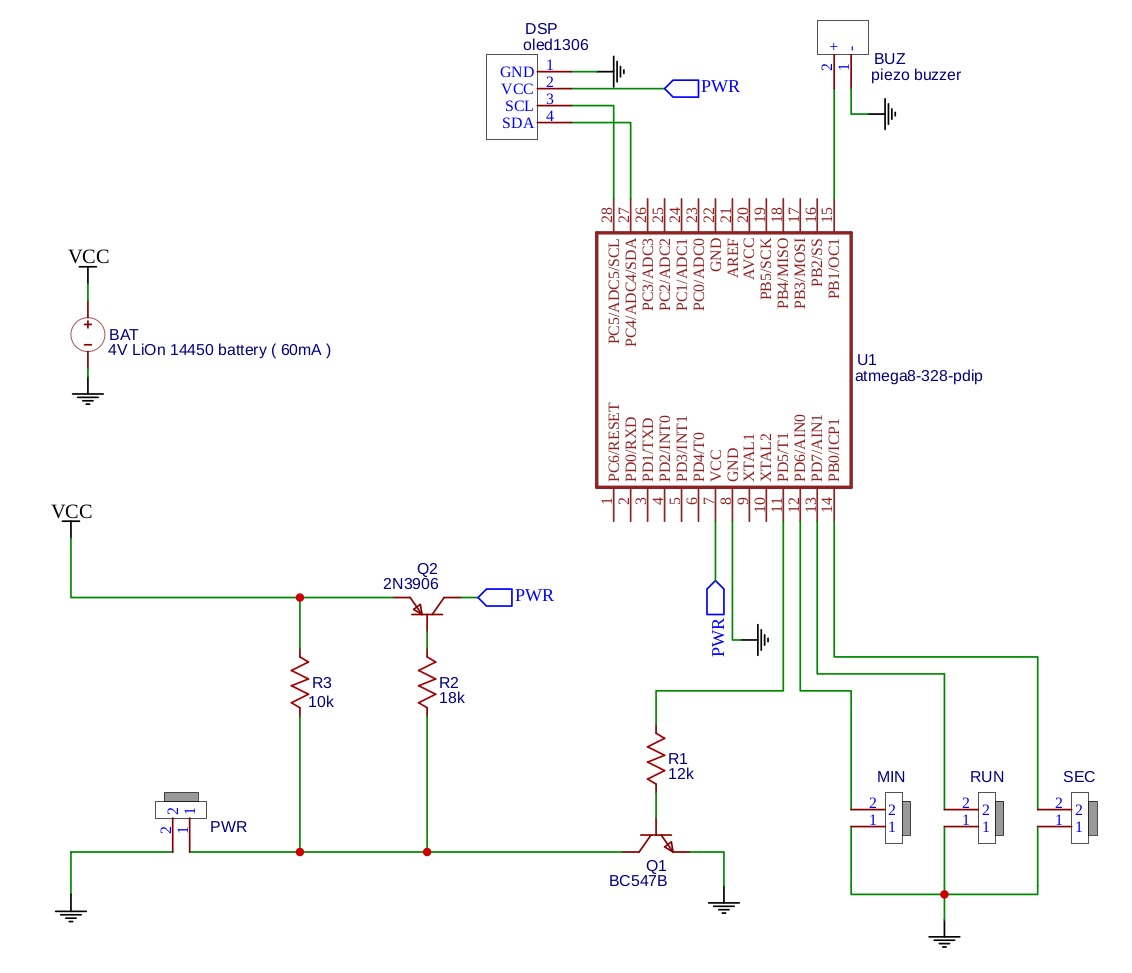 DSP
oled1306
GND 1
VCC 2
SCL 3
SDA 4
PWR
+ -
2 1
BUZ
piezo buzzer
28 27 26 25 24 23 22 21 20 19 18 17 16 15
PC5/ADC5/SCL
PC4/ADC4/SDA
PC3/ADC3
PC2/ADC2
PC1/ADC1
PC0/ADC0
GND
AREF
AVCC
PB5/SCK
PB4/MISO
PB3/MOSI
PB2/SS
PB1/OC1
VCC
+
-
BAT
4V LiOn 14450 battery ( 60mA )
U1
atmega8-328-pdip
PC6/RESET
PD0/RXD
PD1/TXD
PD2/INT0
PD3/INT1
PD4/T0
VCC
GND
XTAL1
XTAL2
PD5/T1
PD6/AIN0
PD7/AIN1
PB0/ICP1
1 2 3 4 5 6 7 8 9 10 11 12 13 14
VCC
Q2
2N3906
PWR
PWR
R3
10k
R2
18k
R1
12k
2 1
2 1
PWR
Q1
BC547B
MIN
2 2
1 1
RUN
2 2
1 1
SEC
2 2
1 1